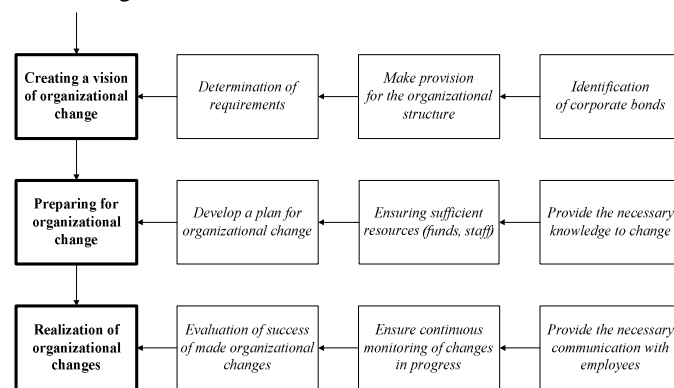 Creating a vision
of organizational
change
Determination of
requirements
Make provision
for the organizational
structure
Identification
of corporate bonds
Preparing for
organizational
change
Develop a plan for
organizational change
Ensuring sufficient
resources (funds, staff)
Provide the necessary
knowledge to change
Realization of
organizational
changes
Evaluation of success
of made organizational
changes
Ensure continuous
monitoring of changes
in progress
Provide the necessary
communication with
employees